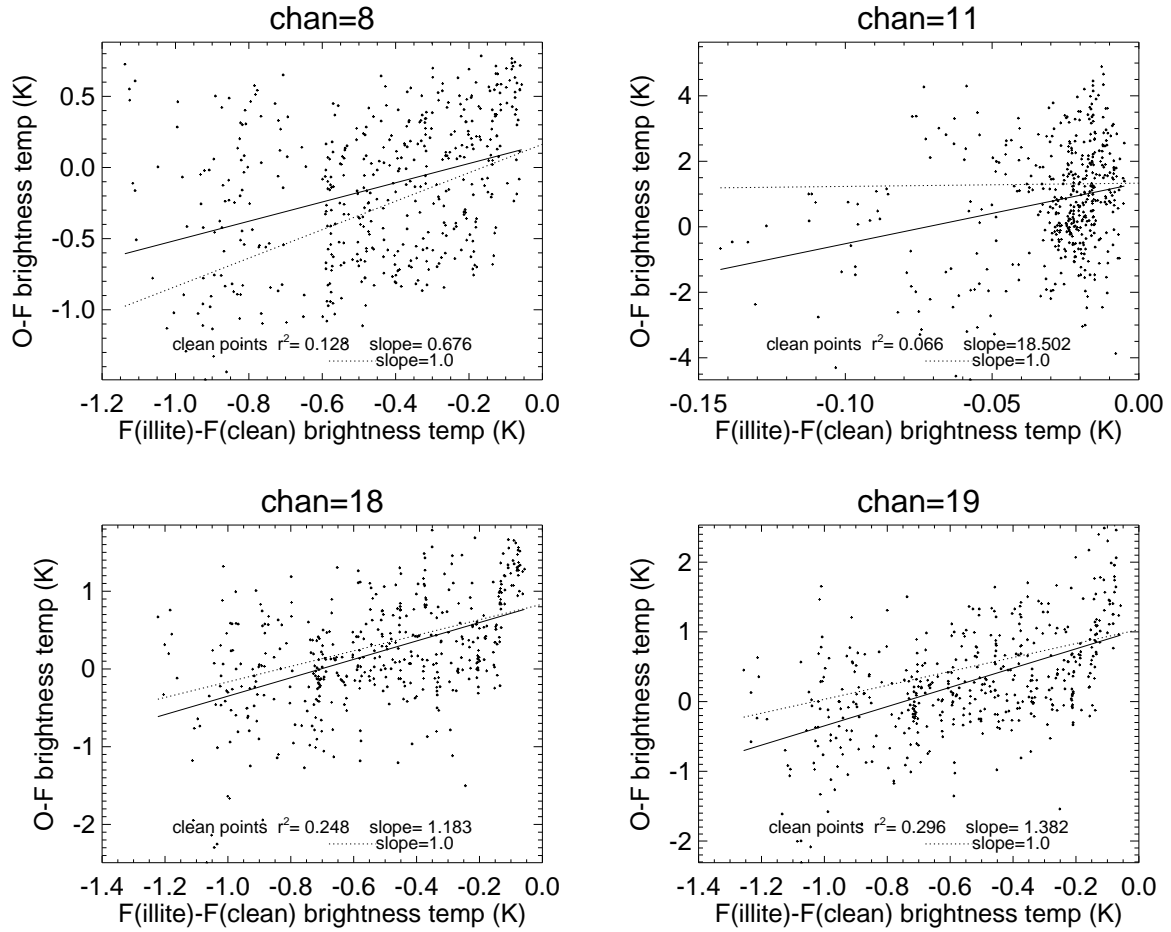 chan=8
O-F brightness temp (K)
0.5
0.0
-0.5
-1.0
clean points r²= 0.128 slope= 0.676
slope=1.0
-1.2 -1.0 -0.8 -0.6 -0.4 -0.2 0.0
F(illite)-F(clean) brightness temp (K)
chan=11
O-F brightness temp (K)
4
2
0
-2
-4
clean points r²= 0.066 slope=18.502
slope=1.0
-0.15 -0.10 -0.05 0.00
F(illite)-F(clean) brightness temp (K)
chan=18
O-F brightness temp (K)
1
0
-1
-2
clean points r²= 0.248 slope= 1.183
slope=1.0
-1.4 -1.2 -1.0 -0.8 -0.6 -0.4 -0.2 0.0
F(illite)-F(clean) brightness temp (K)
chan=19
O-F brightness temp (K)
2
1
0
-1
-2
clean points r²= 0.296 slope= 1.382
slope=1.0
-1.4 -1.2 -1.0 -0.8 -0.6 -0.4 -0.2 0.0
F(illite)-F(clean) brightness temp (K)